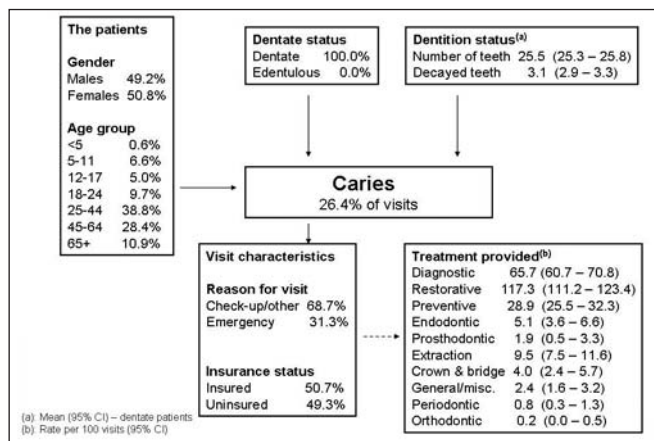 The patients
Gender
Males 49.2%
Females 50.8%
Age group
<5 0.6%
5-11 6.6%
12-17 5.0%
18-24 9.7%
25-44 38.8%
45-64 28.4%
65+ 10.9%
Dentate status
Dentate 100.0%
Edentulous 0.0%
Dentition status(a)
Number of teeth 25.5 (25.3 – 25.8)
Decayed teeth 3.1 (2.9 – 3.3)
Caries
26.4% of visits
Visit characteristics
Reason for visit
Check-up/other 68.7%
Emergency 31.3%
Insurance status
Insured 50.7%
Uninsured 49.3%
Treatment provided(b)
Diagnostic 65.7 (60.7 – 70.8)
Restorative 117.3 (111.2 – 123.4)
Preventive 28.9 (25.5 – 32.3)
Endodontic 5.1 (3.6 – 6.6)
Prosthodontic 1.9 (0.5 – 3.3)
Extraction 9.5 (7.5 – 11.6)
Crown & bridge 4.0 (2.4 – 5.7)
General/misc. 2.4 (1.6 – 3.2)
Periodontic 0.8 (0.3 – 1.3)
Orthodontic 0.2 (0.0 – 0.5)
(a): Mean (95% CI) – dentate patients
(b): Rate per 100 visits (95% CI)